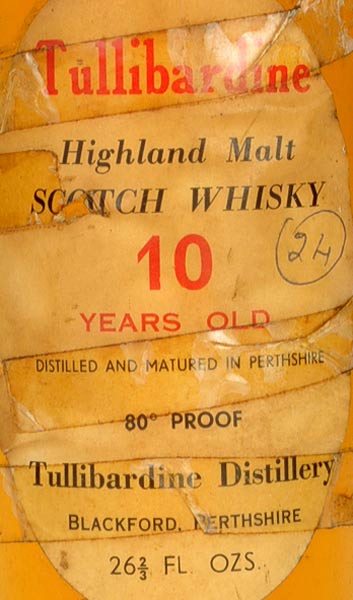 Tullibardine
Highland Malt
SCOTCH WHISKY
10
24
YEARS OLD
DISTILLED AND MATURED IN PERTHSHIRE
80° PROOF
Tullibardine Distillery
BLACKFORD, PERTHSHIRE
26⅔ FL. OZS.